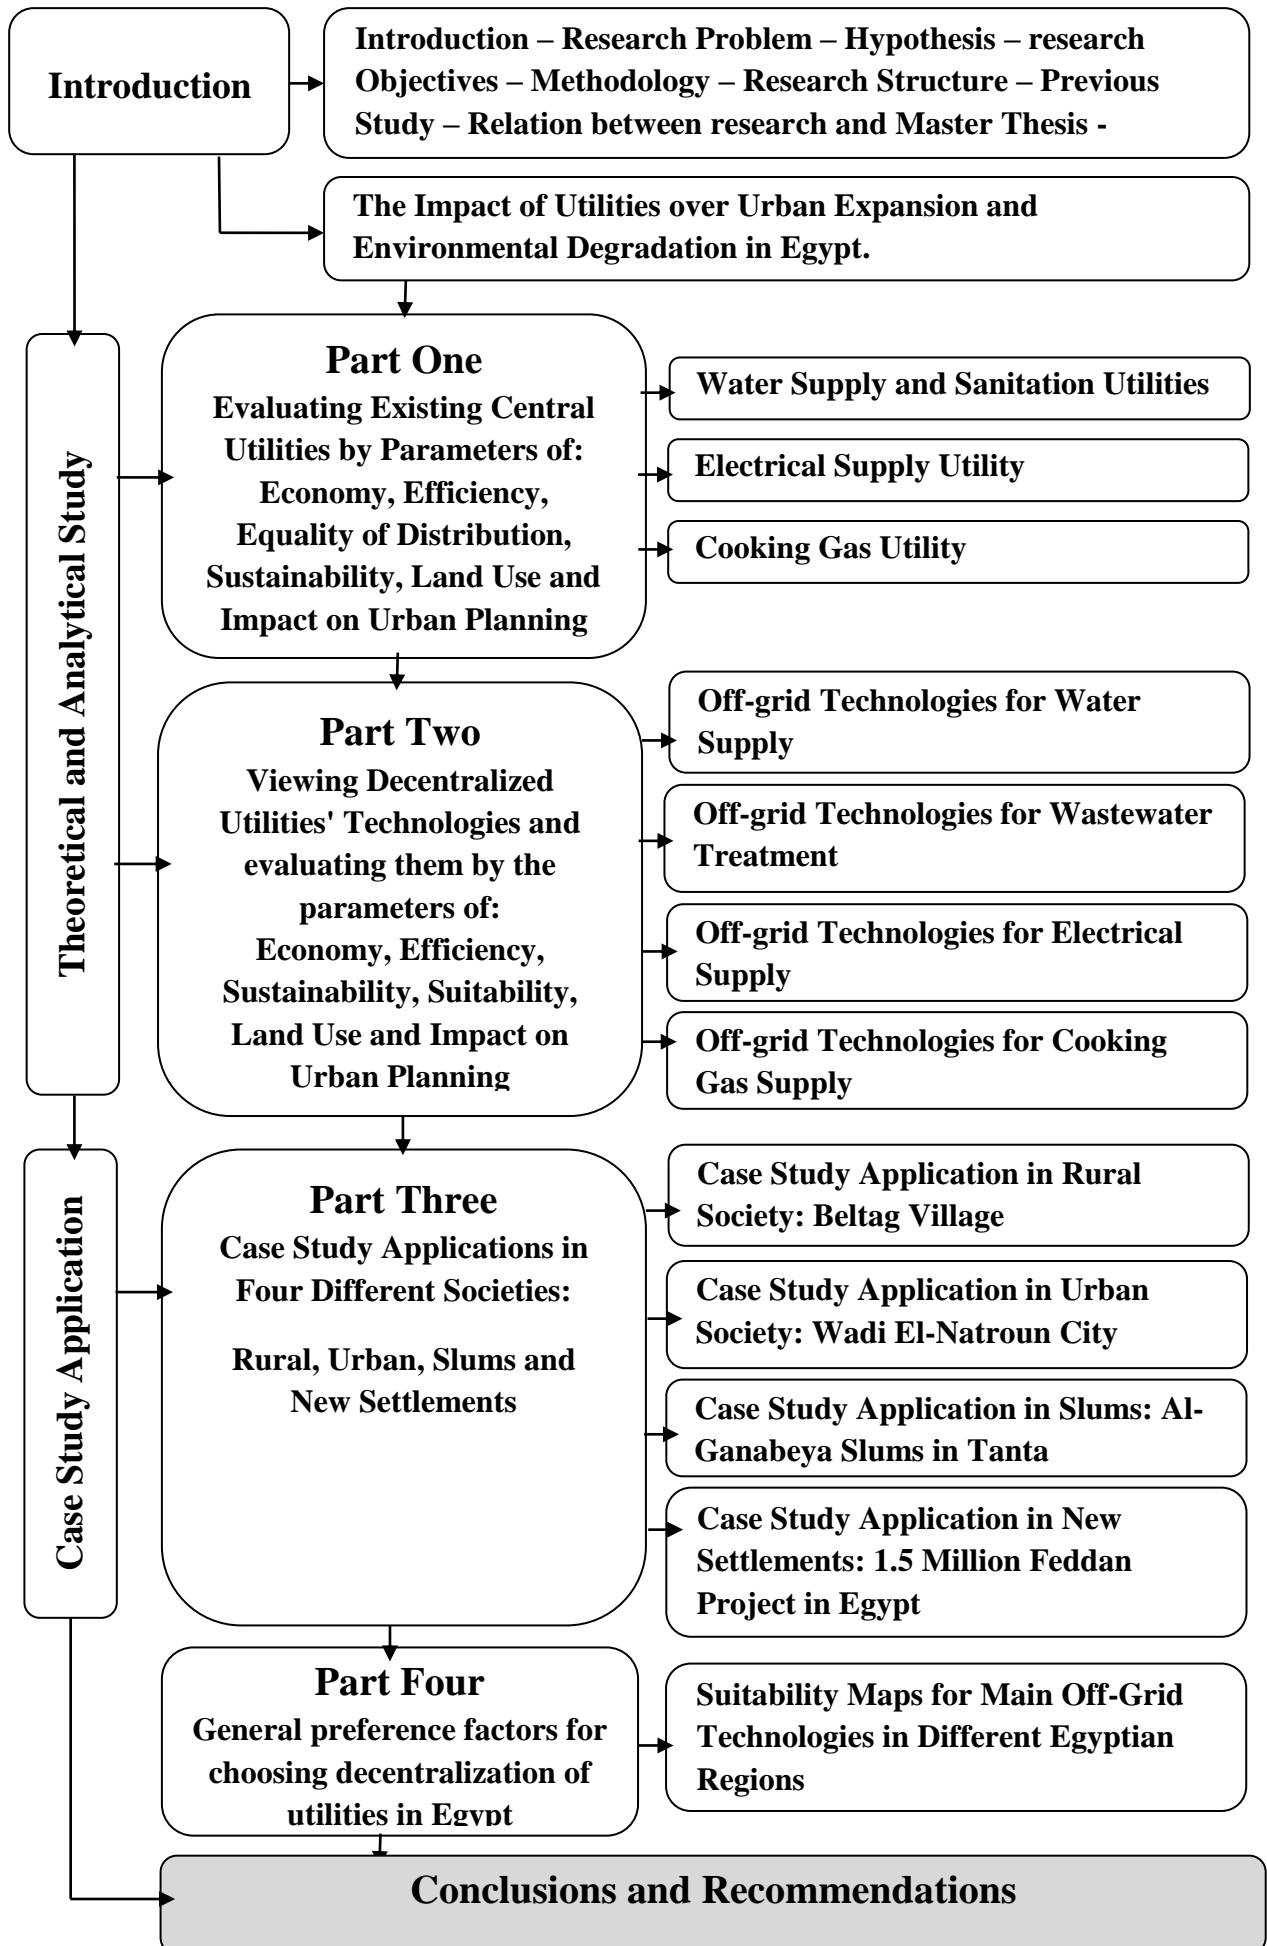 Introduction
Introduction – Research Problem – Hypothesis – research
Objectives – Methodology – Research Structure – Previous
Study – Relation between research and Master Thesis -
The Impact of Utilities over Urban Expansion and
Environmental Degradation in Egypt.
Theoretical and Analytical Study
Part One
Evaluating Existing Central
Utilities by Parameters of:
Economy, Efficiency,
Equality of Distribution,
Sustainability, Land Use and
Impact on Urban Planning
Water Supply and Sanitation Utilities
Electrical Supply Utility
Cooking Gas Utility
Part Two
Viewing Decentralized
Utilities' Technologies and
evaluating them by the
parameters of:
Economy, Efficiency,
Sustainability, Suitability,
Land Use and Impact on
Urban Planning
Off-grid Technologies for Water
Supply
Off-grid Technologies for Wastewater
Treatment
Off-grid Technologies for Electrical
Supply
Off-grid Technologies for Cooking
Gas Supply
Case Study Application
Part Three
Case Study Applications in
Four Different Societies:
Rural, Urban, Slums and
New Settlements
Case Study Application in Rural
Society: Beltag Village
Case Study Application in Urban
Society: Wadi El-Natroun City
Case Study Application in Slums: Al-
Ganabeya Slums in Tanta
Case Study Application in New
Settlements: 1.5 Million Feddan
Project in Egypt
Part Four
General preference factors for
choosing decentralization of
utilities in Egypt
Suitability Maps for Main Off-Grid
Technologies in Different Egyptian
Regions
Conclusions and Recommendations